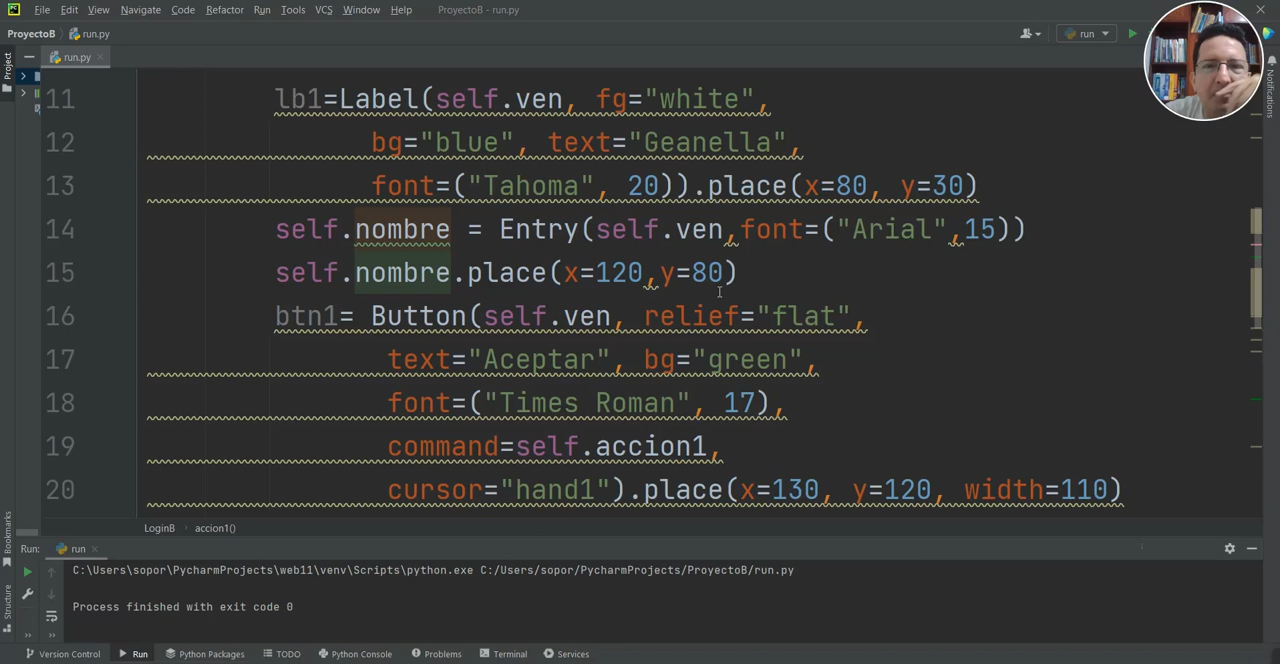 File Edit View Navigate Code Refactor Run Tools VCS Window Help ProyectoB - run.py
ProyectoB run.py run
Project
run.py
Notifications
11 lb1=Label(self.ven, fg="white",
12 bg="blue", text="Geanella",
13 font=("Tahoma", 20)).place(x=80, y=30)
14 self.nombre = Entry(self.ven,font=("Arial",15))
15 self.nombre.place(x=120,y=80)
16 btn1= Button(self.ven, relief="flat",
17 text="Aceptar", bg="green",
18 font=("Times Roman", 17),
19 command=self.accion1,
20 cursor="hand1").place(x=130, y=120, width=110)
LoginB accion1()
Bookmarks
Structure
Run: run
C:\Users\sopor\PycharmProjects\web11\venv\Scripts\python.exe C:/Users/sopor/PycharmProjects/ProyectoB/run.py
Process finished with exit code 0
Version Control Run Python Packages TODO Python Console Problems Terminal Services